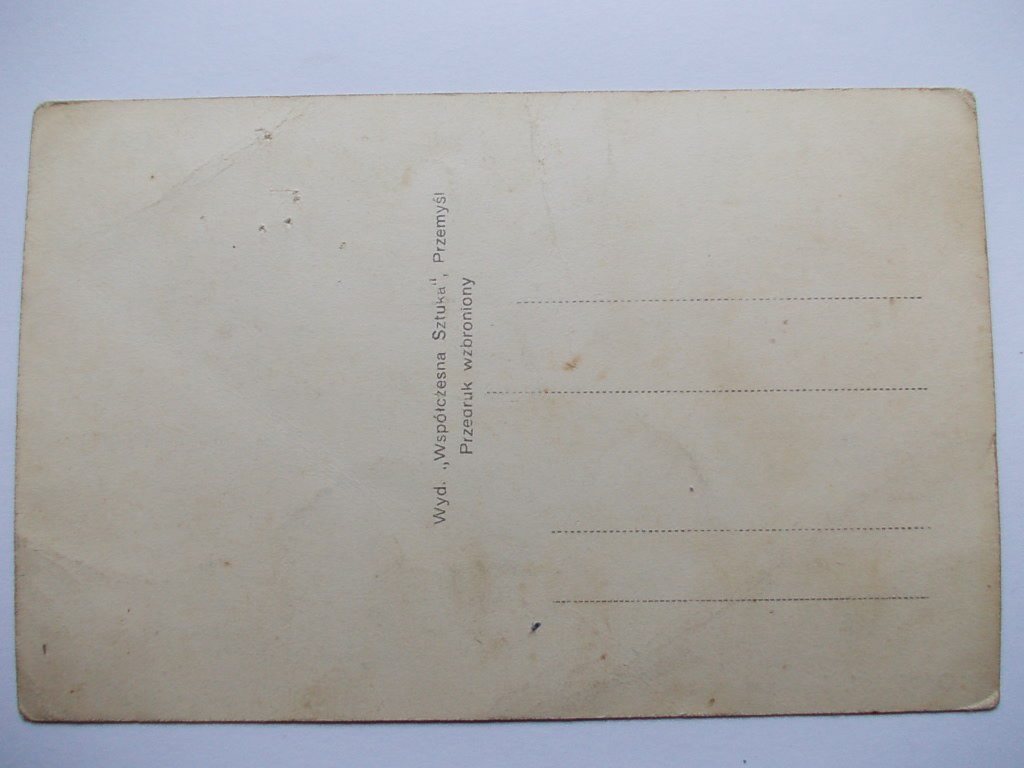 Wyd. „Współczesna Sztuka", Przemyśl
Przedruk wzbroniony